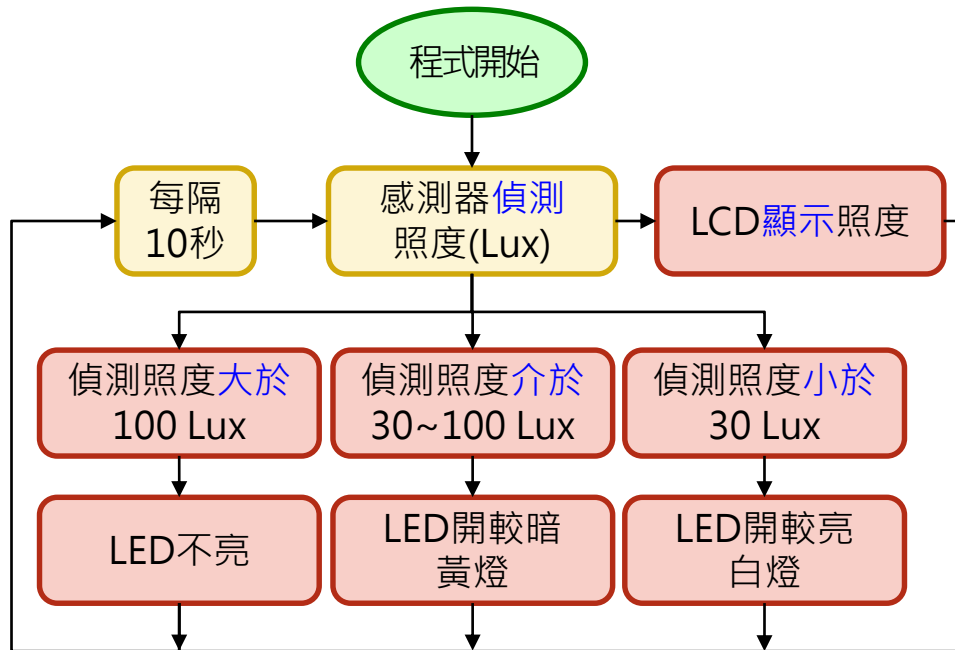 程式開始
每隔
10秒
感測器偵測
照度(Lux)
LCD顯示照度
偵測照度大於
100 Lux
偵測照度介於
30~100 Lux
偵測照度小於
30 Lux
LED不亮
LED開較暗
黃燈
LED開較亮
白燈